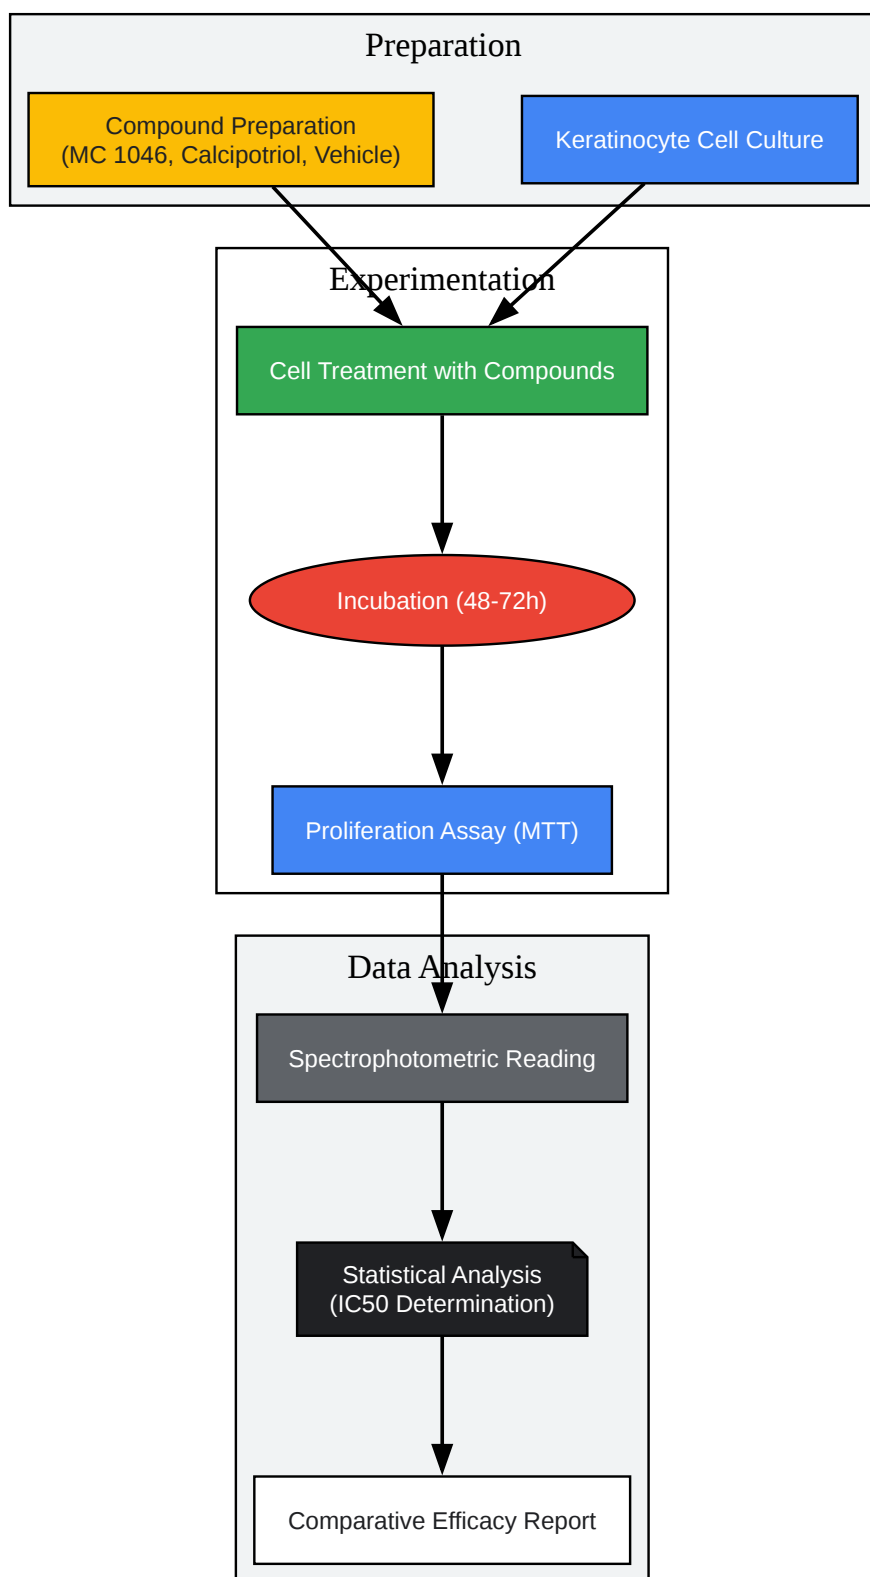 Preparation
Compound Preparation
(MC 1046, Calcipotriol, Vehicle)
Keratinocyte Cell Culture
Experimentation
Cell Treatment with Compounds
Incubation (48-72h)
Proliferation Assay (MTT)
Data Analysis
Spectrophotometric Reading
Statistical Analysis
(IC50 Determination)
Comparative Efficacy Report